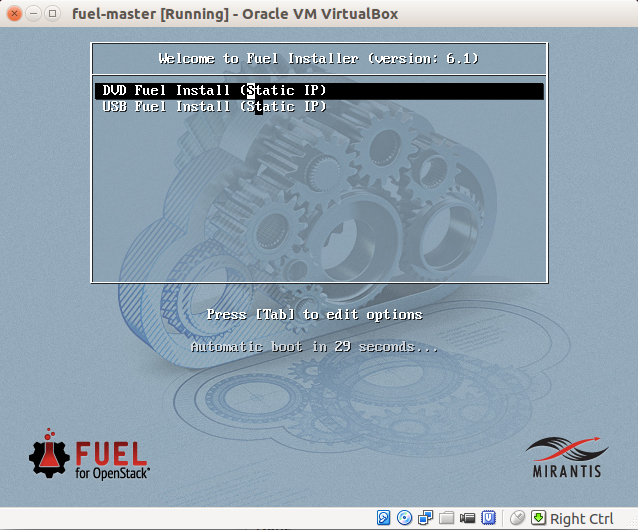 fuel-master [Running] - Oracle VM VirtualBox
Welcome to Fuel Installer (version: 6.1)
DVD Fuel Install (Static IP)
USB Fuel Install (Static IP)
Press [Tab] to edit options
Automatic boot in 29 seconds...
FUEL
for OpenStack
MIRANTIS
Right Ctrl